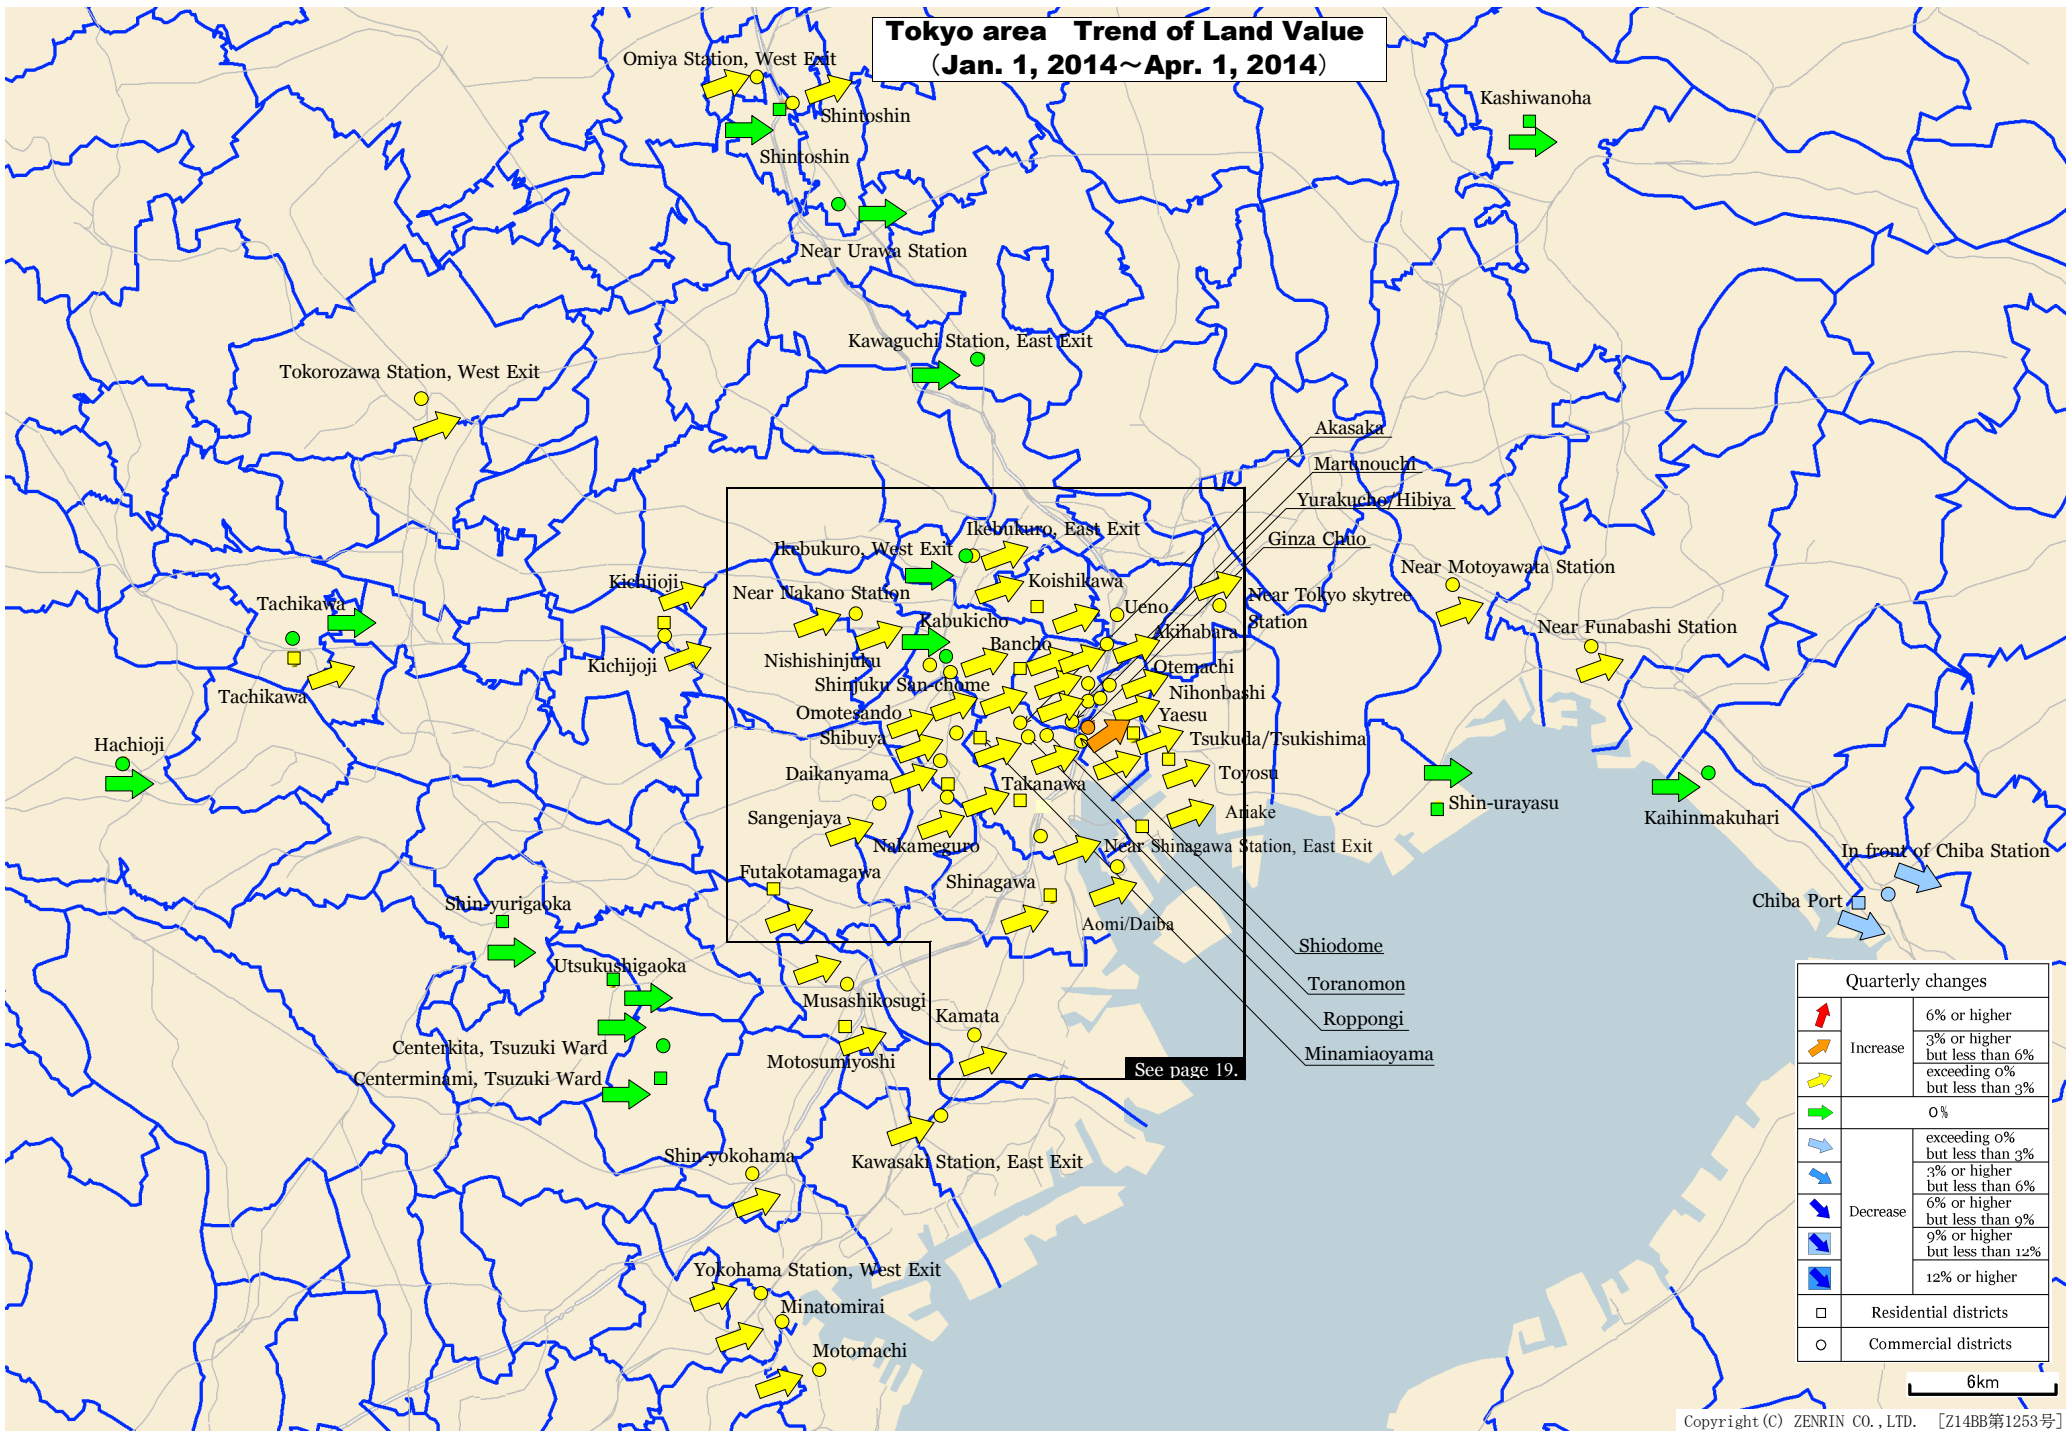 Tokyo area Trend of Land Value
（Jan. 1, 2014～Apr. 1, 2014）
Omiya Station, West Exit
Shintoshin
Shintoshin
Kashiwanoha
Near Urawa Station
Kawaguchi Station, East Exit
Tokorozawa Station, West Exit
Akasaka
Marunouchi
Yurakucho/Hibiya
Ginza Chuo
Ikebukuro, East Exit
Ikebukuro, West Exit
Koishikawa
Near Motoyawata Station
Kichijoji
Near Nakano Station
Tachikawa
Ueno
Near Tokyo skytree
Station
Kabukicho
Akihabara
Near Funabashi Station
Bancho
Nishishinjuku
Kichijoji
Otemachi
Shinjuku San-chome
Nihonbashi
Tachikawa
Omotesando
Yaesu
Shibuya
Tsukuda/Tsukishima
Hachioji
Daikanyama
Takanawa
Toyosu
Shin-urayasu
Sangenjaya
Ariake
Kaihinmakuhari
Nakameguro
Near Shinagawa Station, East Exit
In front of Chiba Station
Futakotamagawa
Shinagawa
Chiba Port
Shin-yurigaoka
Aomi/Daiba
Shiodome
Utsukushigaoka
Toranomon
Musashikosugi
Kamata
Roppongi
Centerkita, Tsuzuki Ward
Motosumiyoshi
Minamiaoyama
See page 19.
Centerminami, Tsuzuki Ward
Shin-yokohama
Kawasaki Station, East Exit
Yokohama Station, West Exit
Minatomirai
Motomachi
Quarterly changes
Increase
6% or higher
3% or higher
but less than 6%
exceeding 0%
but less than 3%
0%
Decrease
exceeding 0%
but less than 3%
3% or higher
but less than 6%
6% or higher
but less than 9%
9% or higher
but less than 12%
12% or higher
Residential districts
Commercial districts
6km
Copyright(C) ZENRIN CO.,LTD. [Z14BB第1253号]